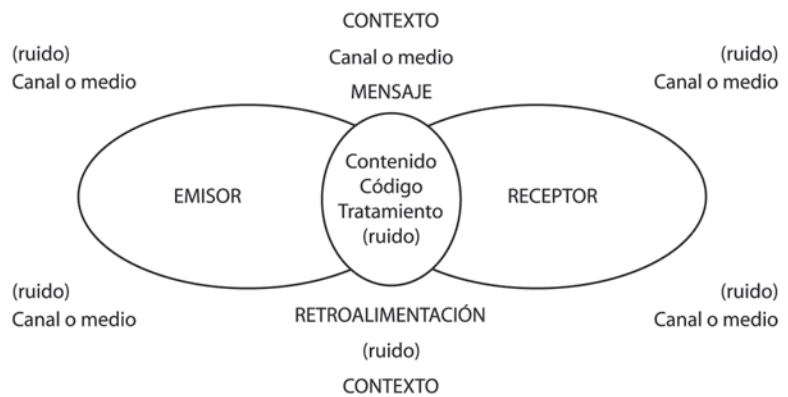 CONTEXTO
(ruido)
Canal o medio
Canal o medio
(ruido)
Canal o medio
MENSAJE
EMISOR
Contenido
Código
Tratamiento
(ruido)
RECEPTOR
(ruido)
Canal o medio
RETROALIMENTACIÓN
(ruido)
Canal o medio
(ruido)
CONTEXTO